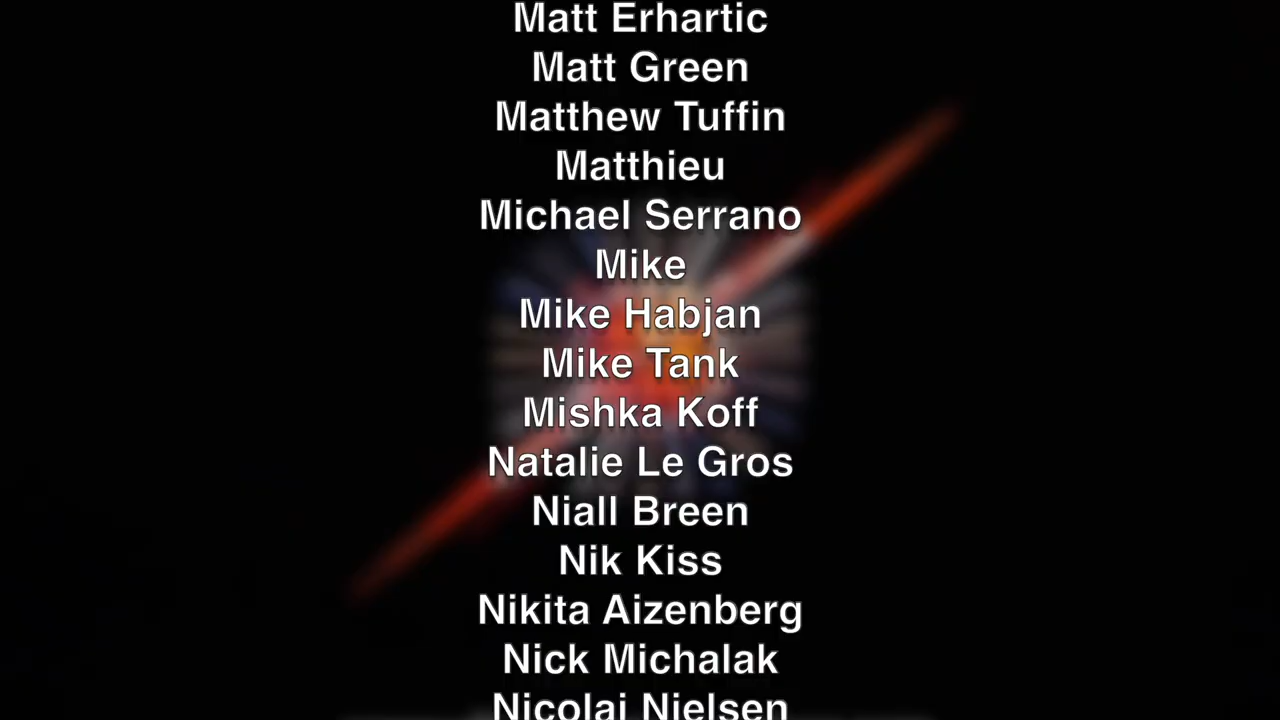 Matt Erhartic
Matt Green
Matthew Tuffin
Matthieu
Michael Serrano
Mike
Mike Habjan
Mike Tank
Mishka Koff
Natalie Le Gros
Niall Breen
Nik Kiss
Nikita Aizenberg
Nick Michalak
Nicolai Nielsen